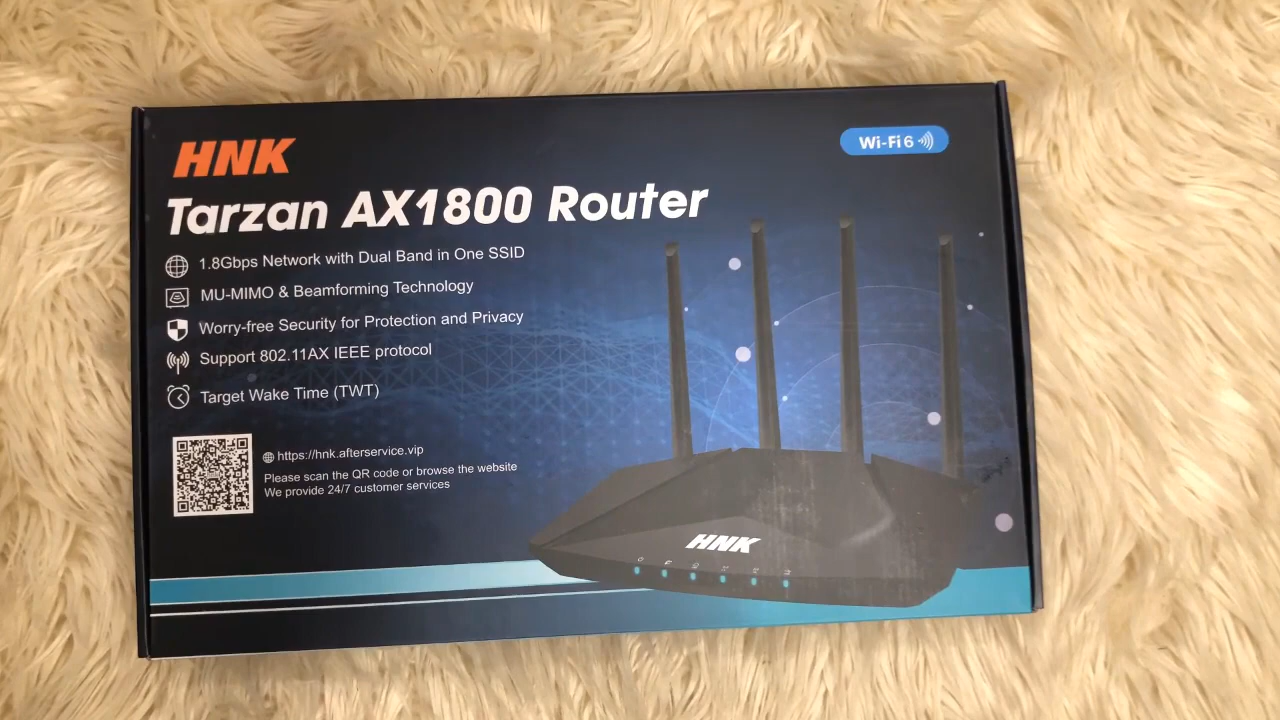 HNK
Wi-Fi 6
Tarzan AX1800 Router
1.8Gbps Network with Dual Band in One SSID
MU-MIMO & Beamforming Technology
Worry-free Security for Protection and Privacy
Support 802.11AX IEEE protocol
Target Wake Time (TWT)
https://hnk.afterservice.vip
Please scan the QR code or browse the website
We provide 24/7 customer services
HNK